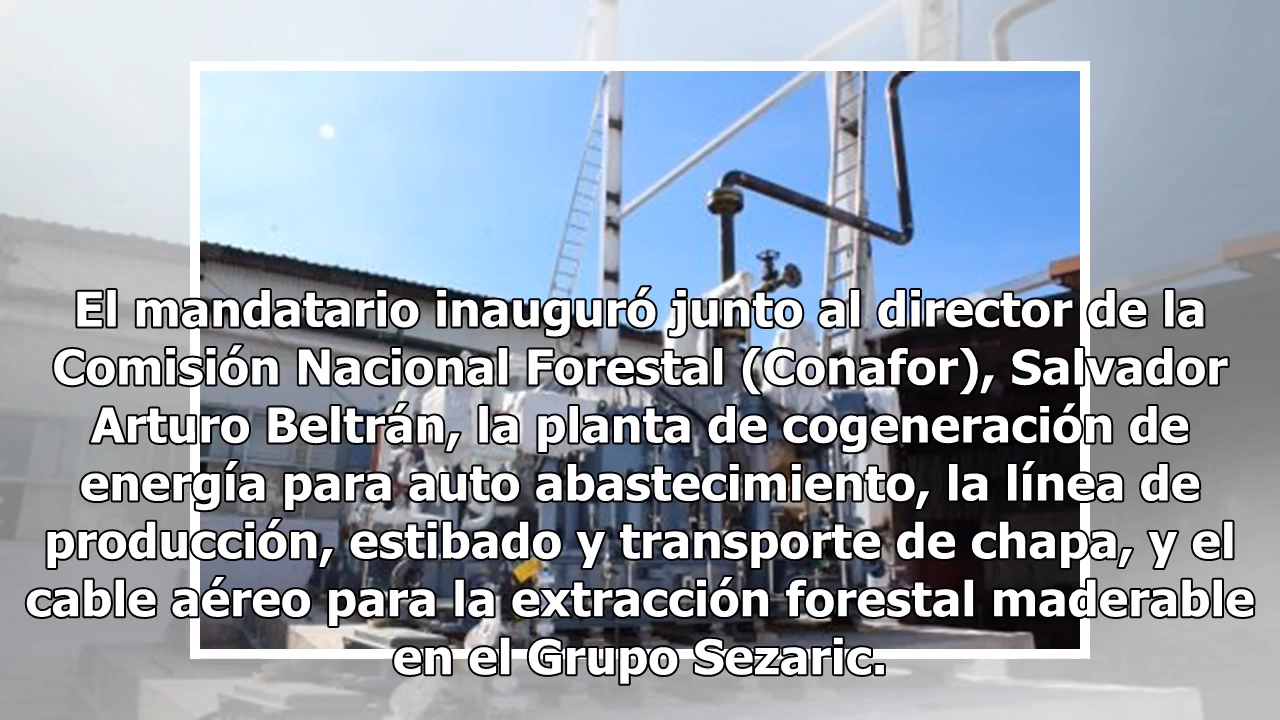 El mandatario inauguró junto al director de la
Comisión Nacional Forestal (Conafor), Salvador
Arturo Beltrán, la planta de cogeneración de
energía para auto abastecimiento, la línea de
producción, estibado y transporte de chapa, y el
cable aéreo para la extracción forestal maderable
en el Grupo Sezaric.